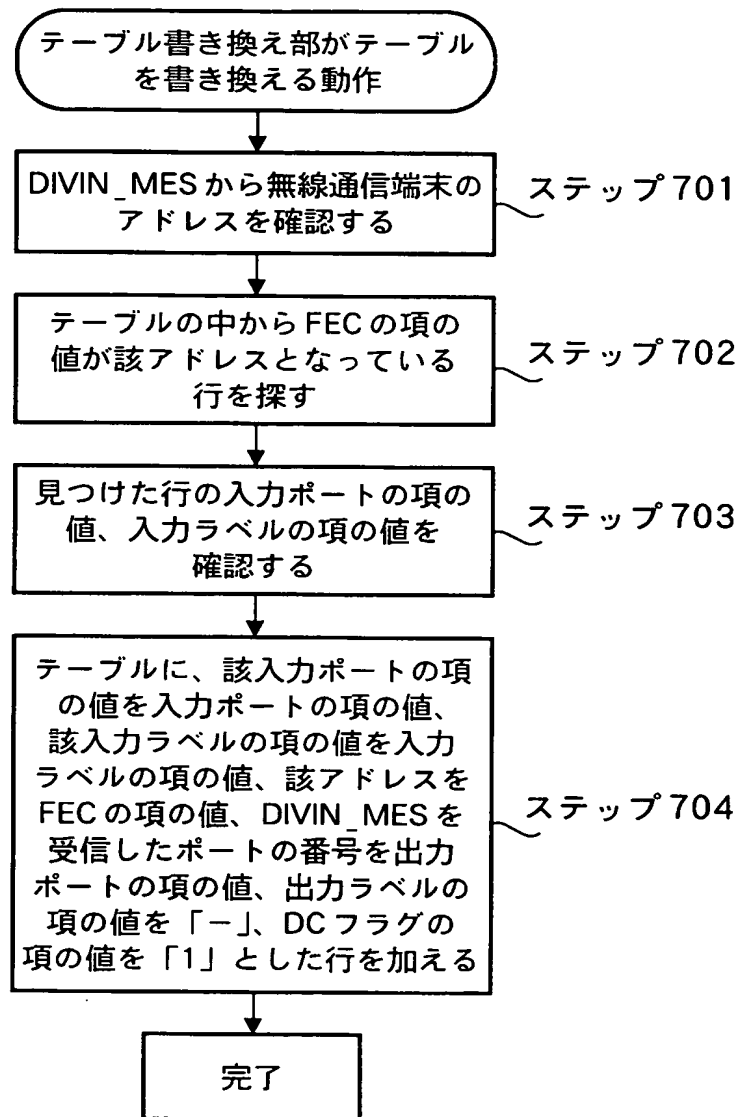 テーブル書き換え部がテーブル
を書き換える動作
DIVIN_MESから無線通信端末の
アドレスを確認する
ステップ701
テーブルの中からFECの項の
値が該アドレスとなっている
行を探す
ステップ702
見つけた行の入力ポートの項の
値、入力ラベルの項の値を
確認する
ステップ703
テーブルに、該入力ポートの項
の値を入力ポートの項の値、
該入力ラベルの項の値を入力
ラベルの項の値、該アドレスを
FECの項の値、DIVIN_MESを
受信したポートの番号を出力
ポートの項の値、出力ラベルの
項の値を「−」、DCフラグの
項の値を「1」とした行を加える
ステップ704
完了